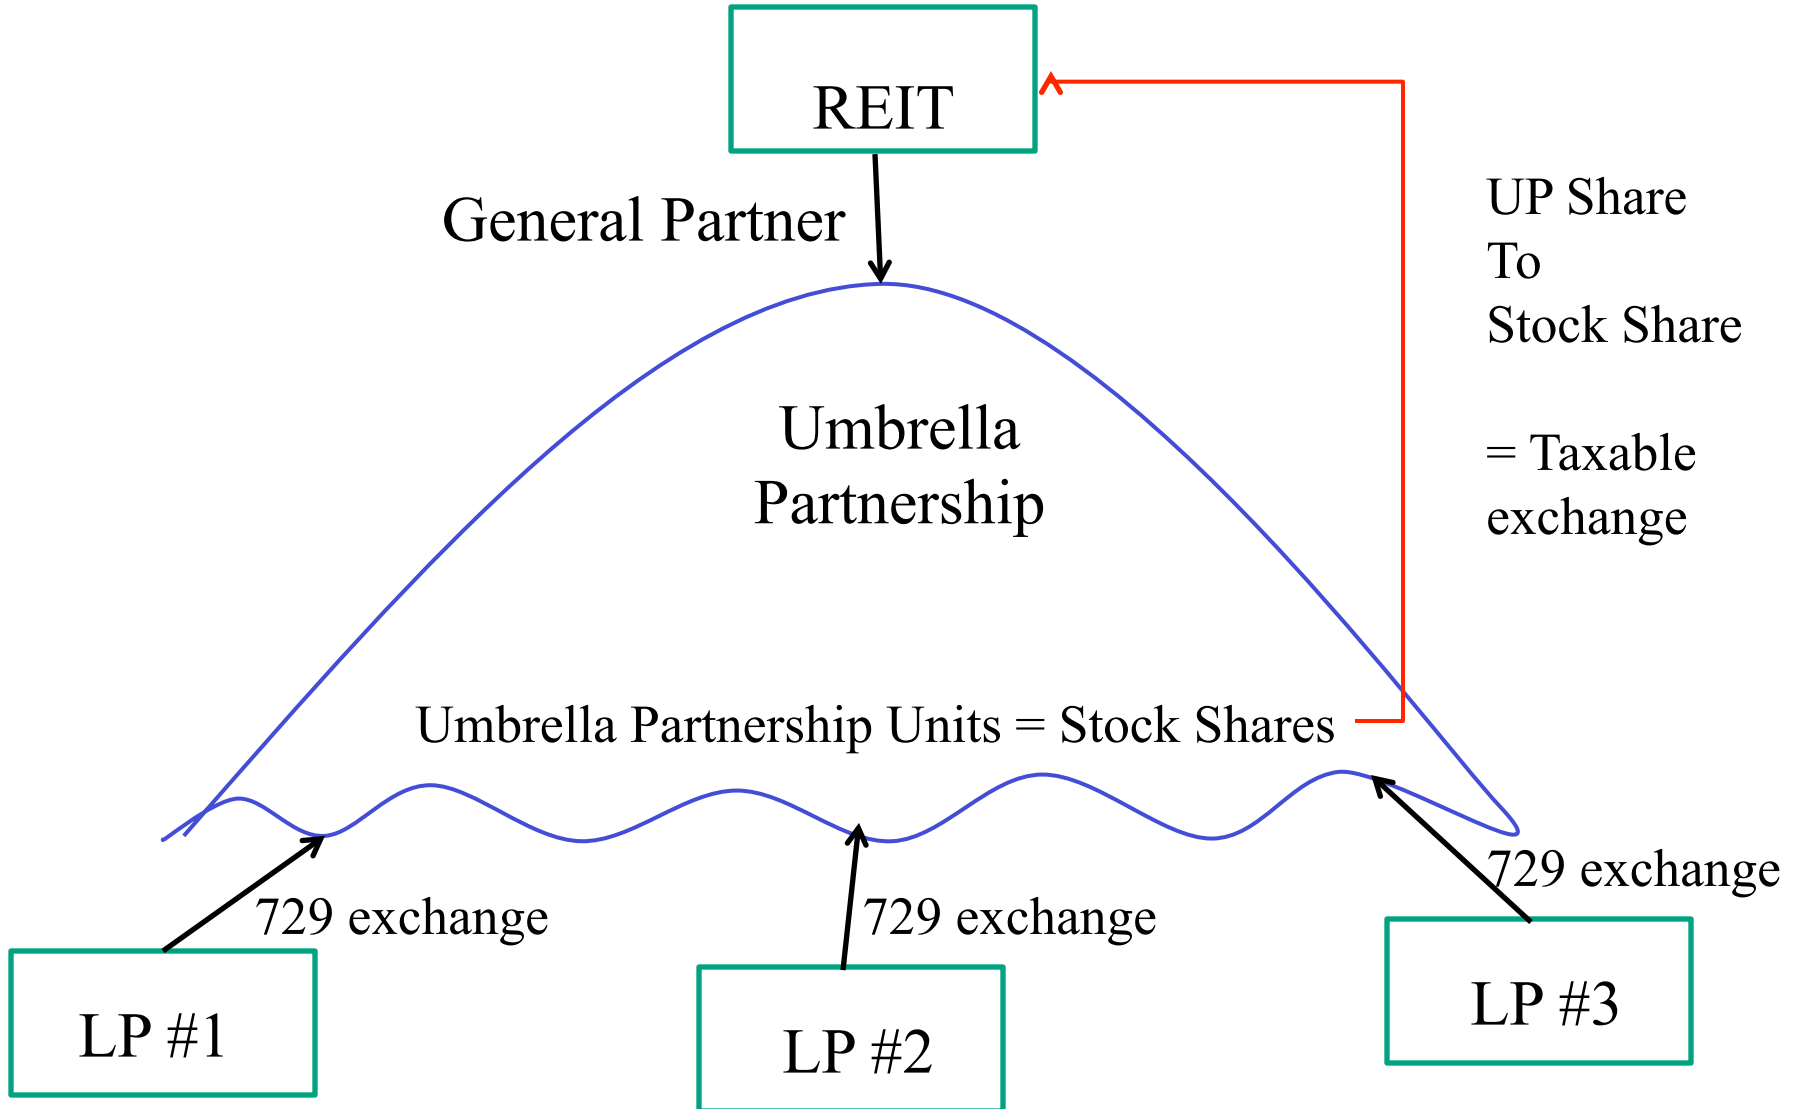 REIT
General Partner
UP Share
To
Stock Share
= Taxable
exchange
Umbrella
Partnership
Umbrella Partnership Units = Stock Shares
729 exchange
729 exchange
729 exchange
LP #1
LP #2
LP #3